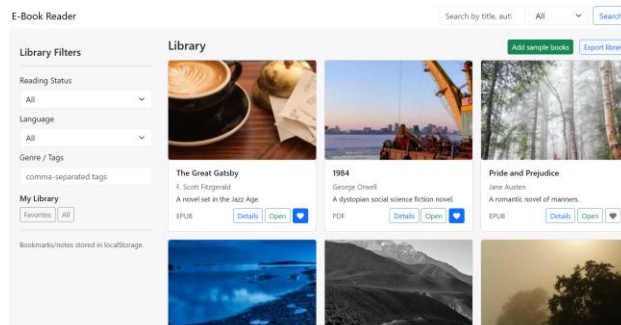 E-Book Reader
Search by title, aut
All
Search
Library Filters
Reading Status
All
Language
All
Genre / Tags
comma-separated tags
My Library
Favorites
All
Bookmarks/notes stored in localStorage.
Library
Add sample books
Export librar
The Great Gatsby
F. Scott Fitzgerald
A novel set in the Jazz Age.
EPUB
Details
Open
1984
George Orwell
A dystopian social science fiction novel.
PDF
Details
Open
Pride and Prejudice
Jane Austen
A romantic novel of manners.
EPUB
Details
Open